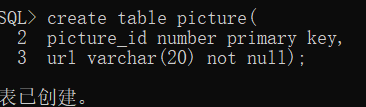 SQL> create table picture(
  2  picture_id number primary key,
  3  url varchar(20) not null);
表已创建。